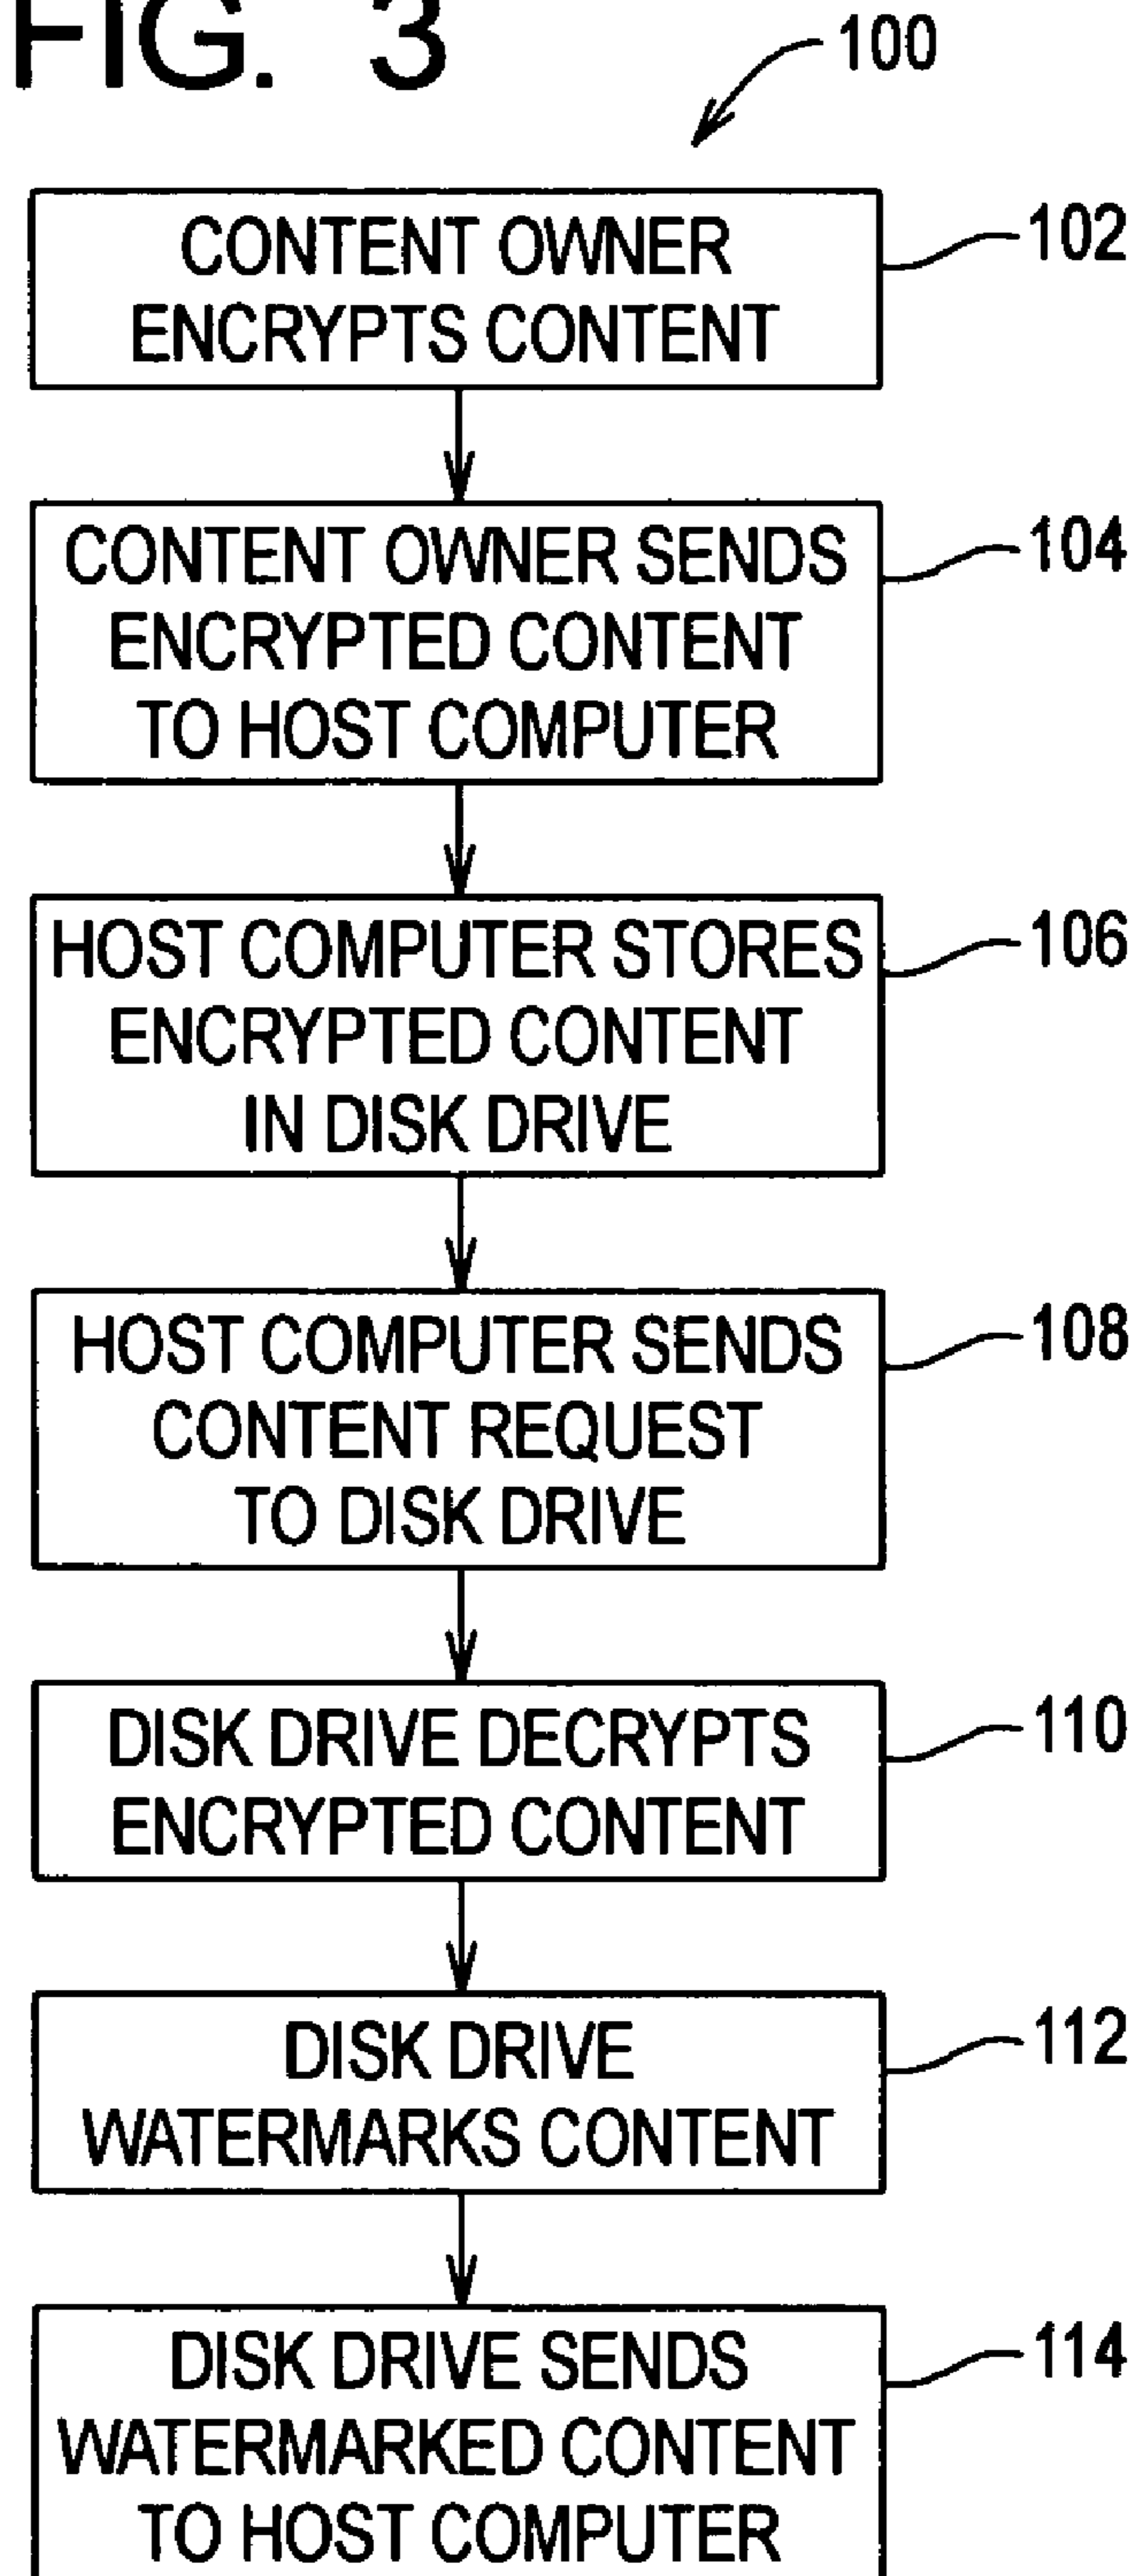 FIG. 3
100
CONTENT OWNER
ENCRYPTS CONTENT
102
CONTENT OWNER SENDS
ENCRYPTED CONTENT
TO HOST COMPUTER
104
HOST COMPUTER STORES
ENCRYPTED CONTENT
IN DISK DRIVE
106
HOST COMPUTER SENDS
CONTENT REQUEST
TO DISK DRIVE
108
DISK DRIVE DECRYPTS
ENCRYPTED CONTENT
110
DISK DRIVE
WATERMARKS CONTENT
112
DISK DRIVE SENDS
WATERMARKED CONTENT
TO HOST COMPUTER
114